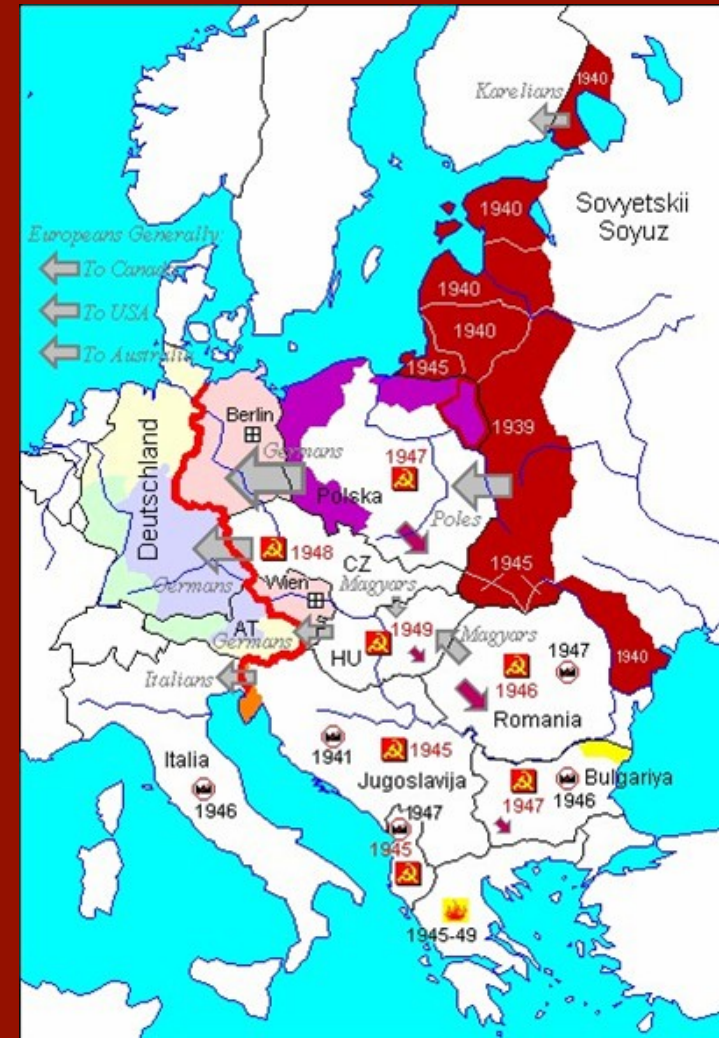 1940
Karelians
Sovyetskii
Soyuz
1940
Europeans Generally:
To Canada
To USA
To Australia
1940
1940
1945
1939
Berlin
Germans
1947
Deutschland
Polska
Poles
1948
CZ
1945
Wien
Magyars
Germans
AT
Germans
HU
1949
Magyars
1947
1940
Italians
1946
Romania
Italia
1941
1945
Jugoslavija
Bulgariya
1946
1947
1946
1947
1945
1945-49